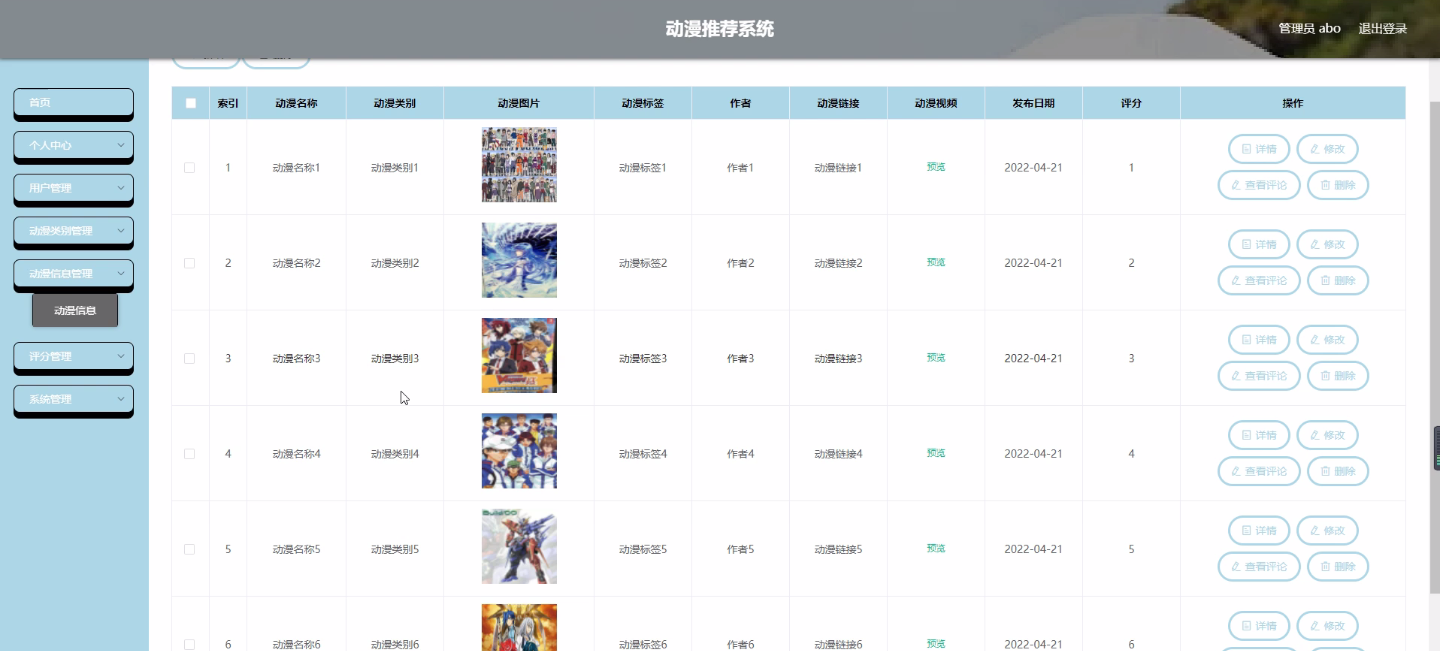 动漫推荐系统
管理员 abo 退出登录
首页
个人中心
用户管理
动漫类别管理
动漫信息管理
动漫信息
评分管理
系统管理
索引 动漫名称 动漫类别 动漫图片 动漫标签 作者 动漫链接 动漫视频 发布日期 评分 操作
1 动漫名称1 动漫类别1 动漫标签1 作者1 动漫链接1 预览 2022-04-21 1 详情 修改
查看评论 删除
2 动漫名称2 动漫类别2 动漫标签2 作者2 动漫链接2 预览 2022-04-21 2 详情 修改
查看评论 删除
3 动漫名称3 动漫类别3 动漫标签3 作者3 动漫链接3 预览 2022-04-21 3 详情 修改
查看评论 删除
4 动漫名称4 动漫类别4 动漫标签4 作者4 动漫链接4 预览 2022-04-21 4 详情 修改
查看评论 删除
5 动漫名称5 动漫类别5 动漫标签5 作者5 动漫链接5 预览 2022-04-21 5 详情 修改
查看评论 删除
6 动漫名称6 动漫类别6 动漫标签6 作者6 动漫链接6 预览 2022-04-21 6 详情 修改